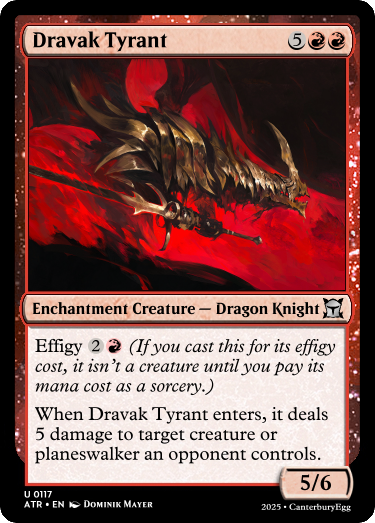 Dravak Tyrant 5
Enchantment Creature — Dragon Knight
Effigy 2 (If you cast this for its effigy
cost, it isn't a creature until you pay its
mana cost as a sorcery.)
When Dravak Tyrant enters, it deals
5 damage to target creature or
planeswalker an opponent controls.
5/6
U 0117
ATR • EN Dominik Mayer
2025 • CanterburyEgg